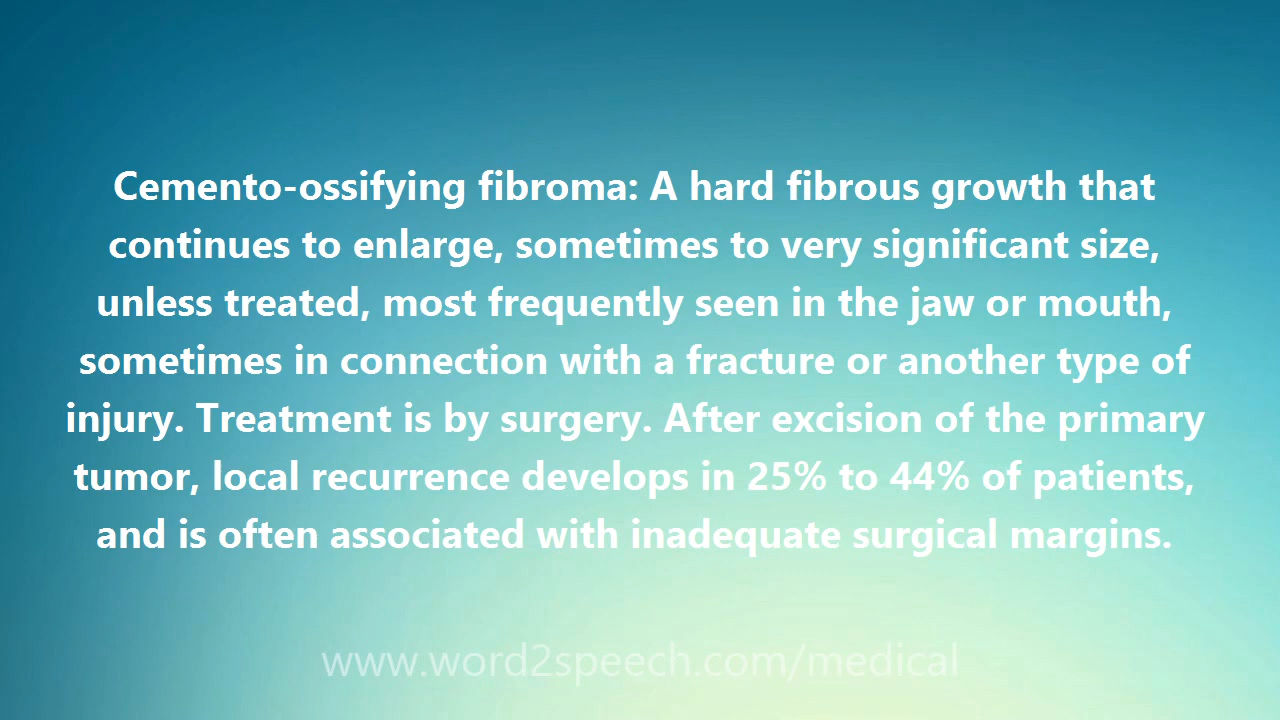 Cemento-ossifying fibroma: A hard fibrous growth that
continues to enlarge, sometimes to very significant size,
unless treated, most frequently seen in the jaw or mouth,
sometimes in connection with a fracture or another type of
injury. Treatment is by surgery. After excision of the primary
tumor, local recurrence develops in 25% to 44% of patients,
and is often associated with inadequate surgical margins.
www.word2speech.com/medical